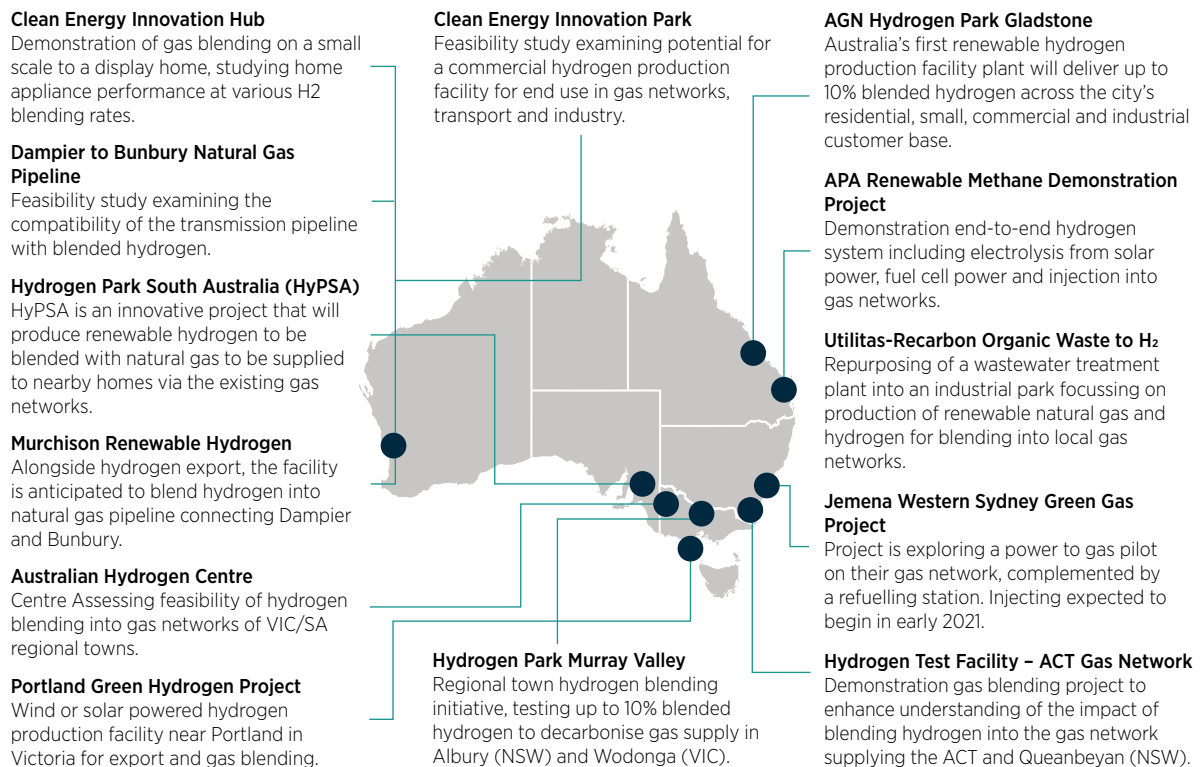 Clean Energy Innovation Hub
Demonstration of gas blending on a small
scale to a display home, studying home
appliance performance at various H2
blending rates.
Dampier to Bunbury Natural Gas
Pipeline
Feasibility study examining the
compatibility of the transmission pipeline
with blended hydrogen.
Hydrogen Park South Australia (HyPSA)
HyPSA is an innovative project that will
produce renewable hydrogen to be
blended with natural gas to be supplied
to nearby homes via the existing gas
networks.
Murchison Renewable Hydrogen
Alongside hydrogen export, the facility
is anticipated to blend hydrogen into
natural gas pipeline connecting Dampier
and Bunbury.
Australian Hydrogen Centre
Centre Assessing feasibility of hydrogen
blending into gas networks of VIC/SA
regional towns.
Portland Green Hydrogen Project
Wind or solar powered hydrogen
production facility near Portland in
Victoria for export and gas blending.
Clean Energy Innovation Park
Feasibility study examining potential for
a commercial hydrogen production
facility for end use in gas networks,
transport and industry.
Hydrogen Park Murray Valley
Regional town hydrogen blending
initiative, testing up to 10% blended
hydrogen to decarbonise gas supply in
Albury (NSW) and Wodonga (VIC).
AGN Hydrogen Park Gladstone
Australia's first renewable hydrogen
production facility plant will deliver up to
10% blended hydrogen across the city's
residential, small, commercial and industrial
customer base.
APA Renewable Methane Demonstration
Project
Demonstration end-to-end hydrogen
system including electrolysis from solar
power, fuel cell power and injection into
gas networks.
Utilitas-Recarbon Organic Waste to H₂
Repurposing of a wastewater treatment
plant into an industrial park focussing on
production of renewable natural gas and
hydrogen for blending into local gas
networks.
Jemena Western Sydney Green Gas
Project
Project is exploring a power to gas pilot
on their gas network, complemented by
a refuelling station. Injecting expected to
begin in early 2021.
Hydrogen Test Facility – ACT Gas Network
Demonstration gas blending project to
enhance understanding of the impact of
blending hydrogen into the gas network
supplying the ACT and Queanbeyan (NSW).